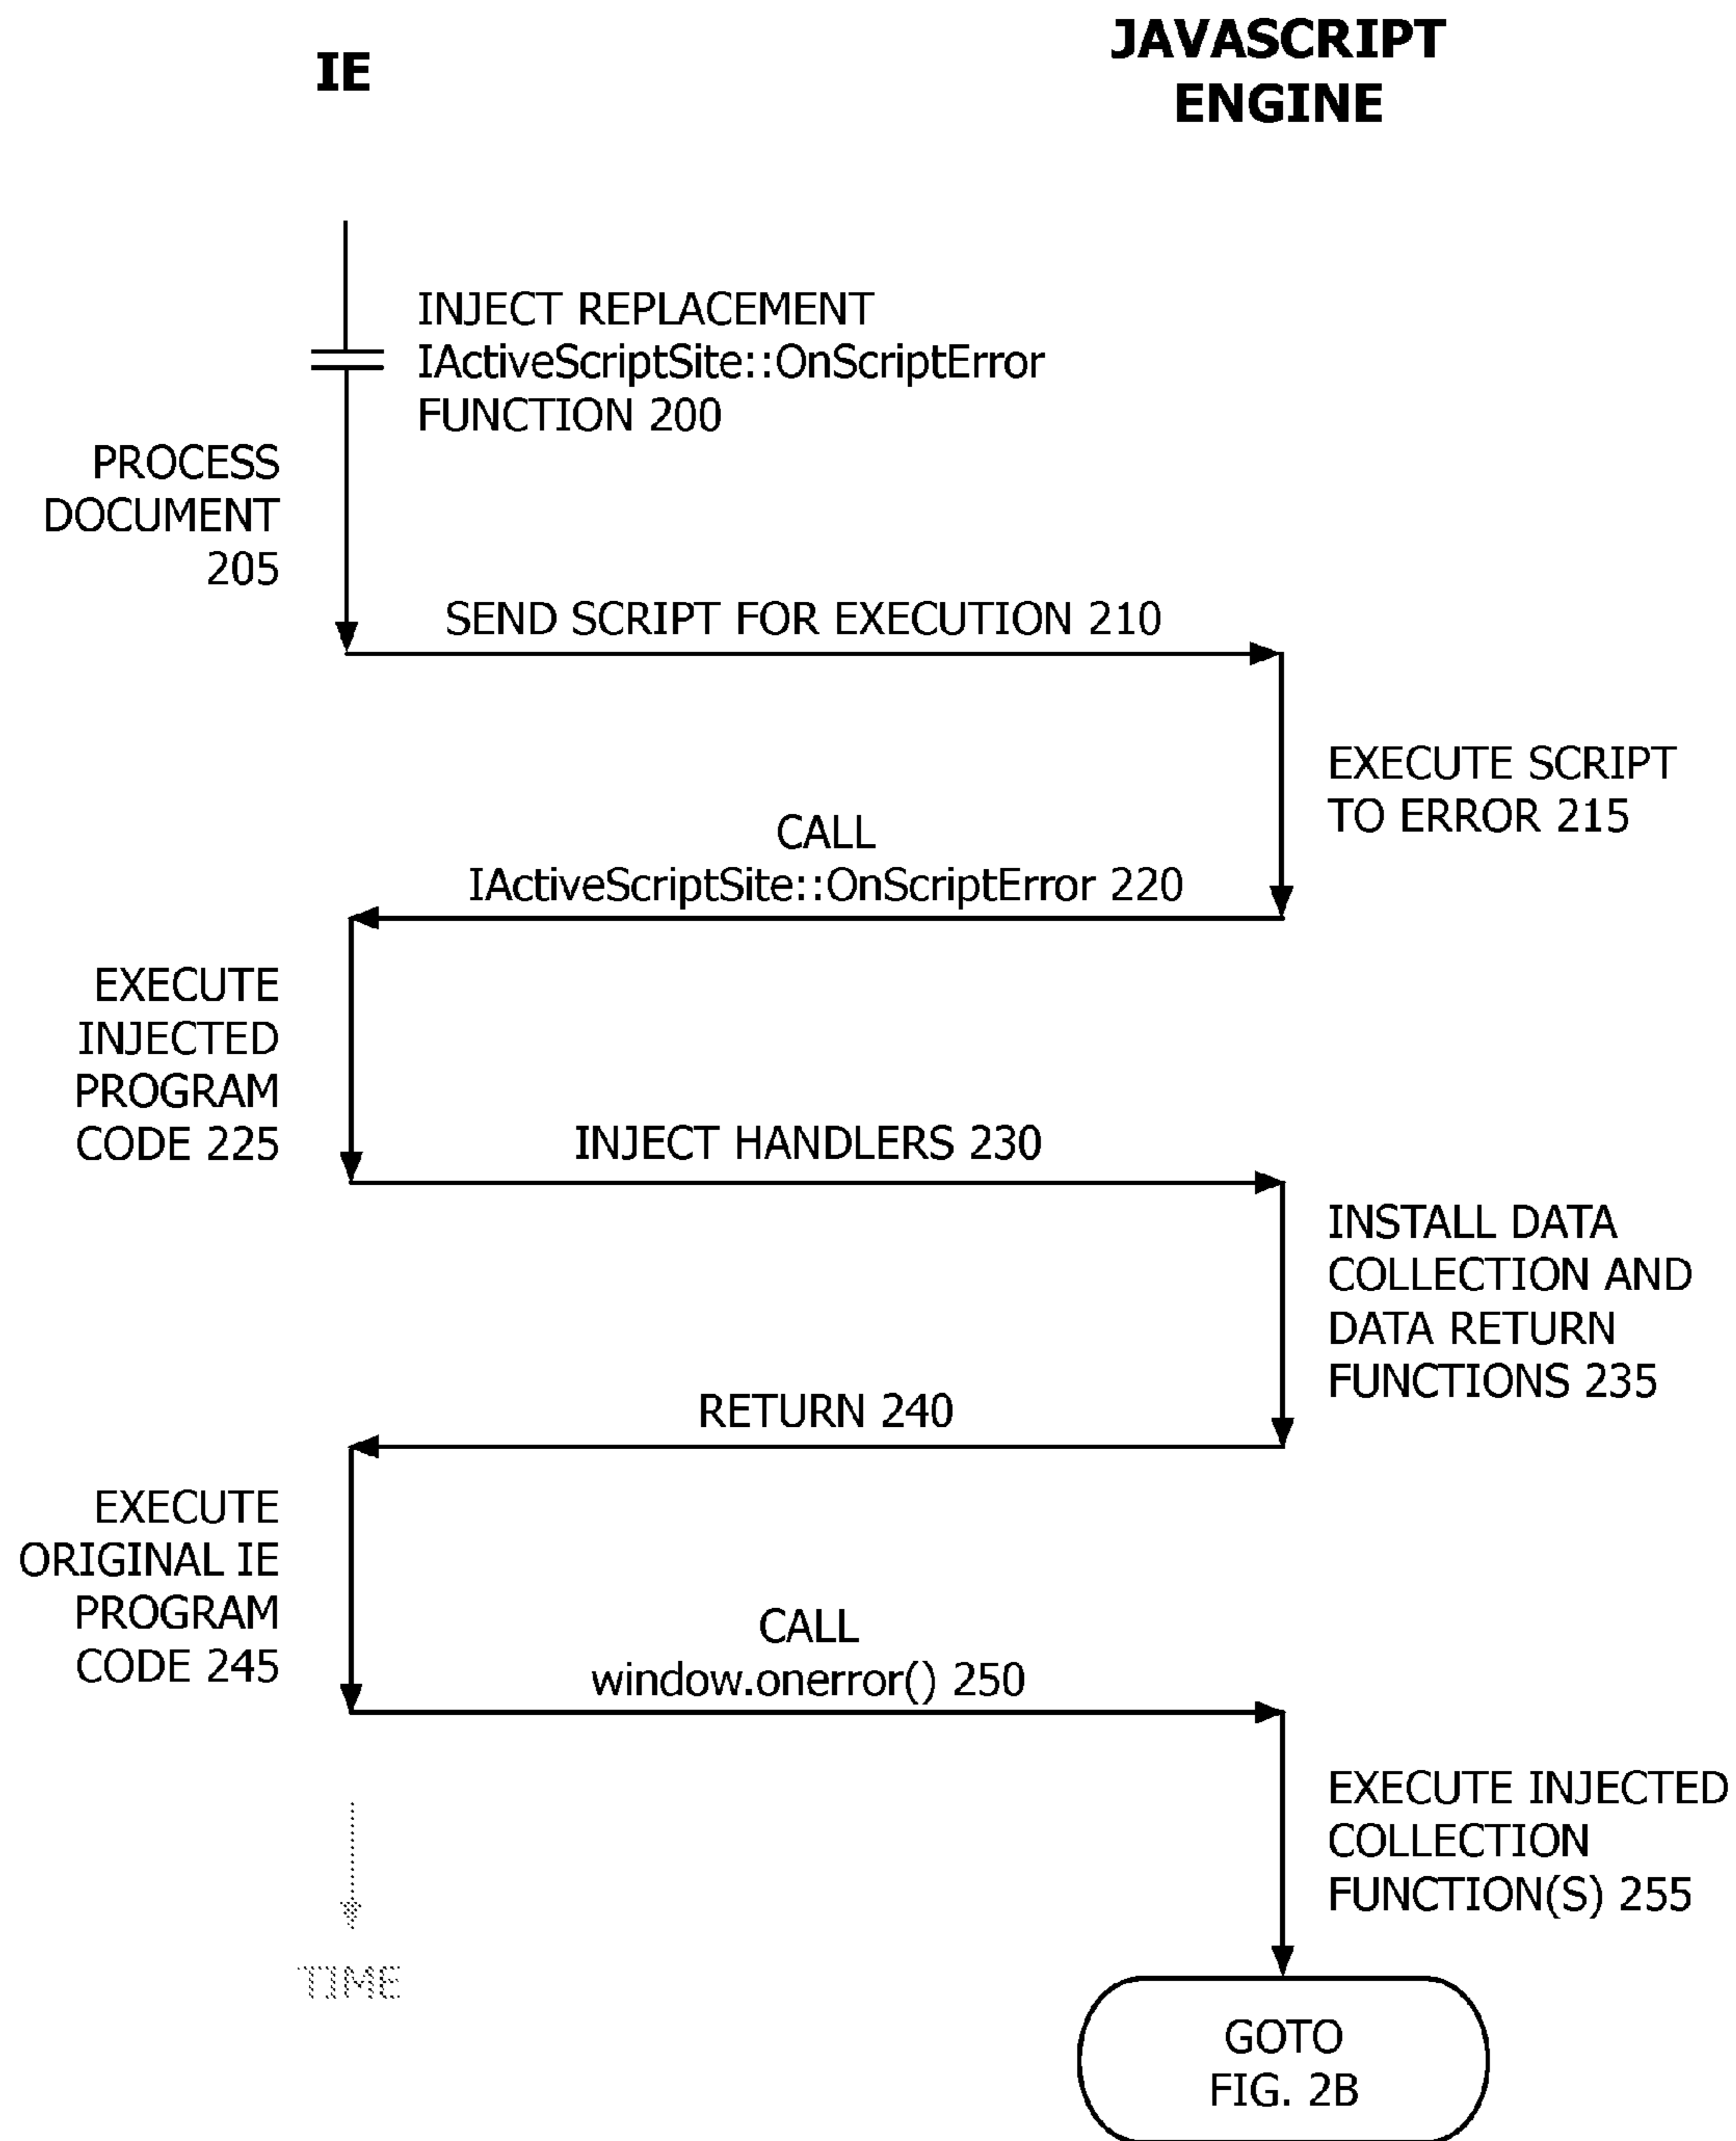 IE
JAVASCRIPT
ENGINE
INJECT REPLACEMENT
IActiveScriptSite::OnScriptError
FUNCTION 200
PROCESS
DOCUMENT
205
SEND SCRIPT FOR EXECUTION 210
EXECUTE SCRIPT
TO ERROR 215
CALL
IActiveScriptSite::OnScriptError 220
EXECUTE
INJECTED
PROGRAM
CODE 225
INJECT HANDLERS 230
INSTALL DATA
COLLECTION AND
DATA RETURN
FUNCTIONS 235
RETURN 240
EXECUTE
ORIGINAL IE
PROGRAM
CODE 245
CALL
window.onerror() 250
EXECUTE INJECTED
COLLECTION
FUNCTION(S) 255
TIME
GOTO
FIG. 2B